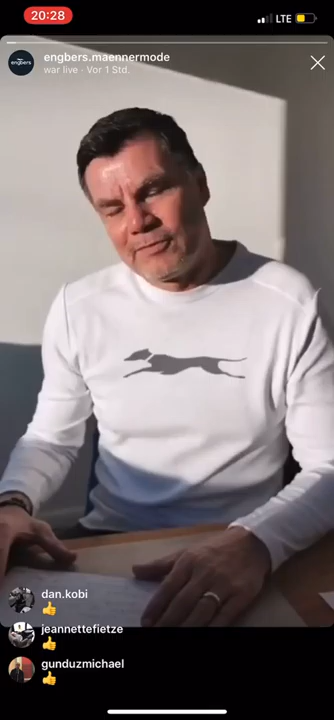 20:28
LTE
engbers
engbers.maennermode
war live · Vor 1 Std.
dan.kobi
👍
jeannettefietze
👍
gunduzmichael
👍